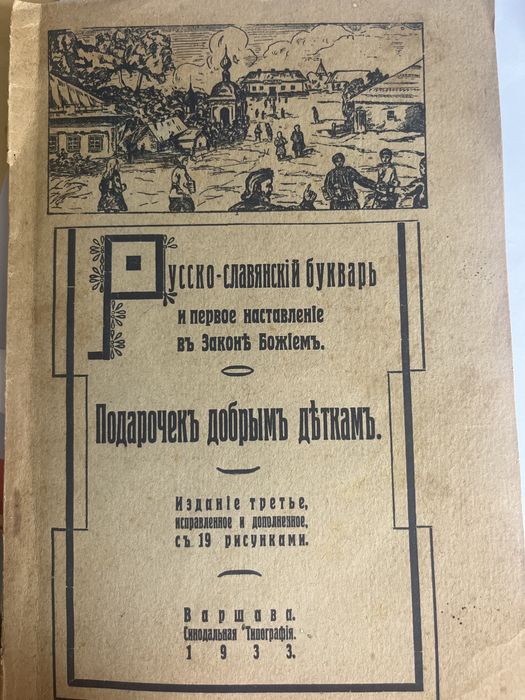 Русско-славянскій букварь
и первое наставленіе
въ Законѣ Божіемъ.
Подарочекъ добрымъ дѣткамъ.
Изданіе третье,
исправленное и дополненное,
съ 19 рисунками.
Варшава.
Синодальная Типографія.
1933.